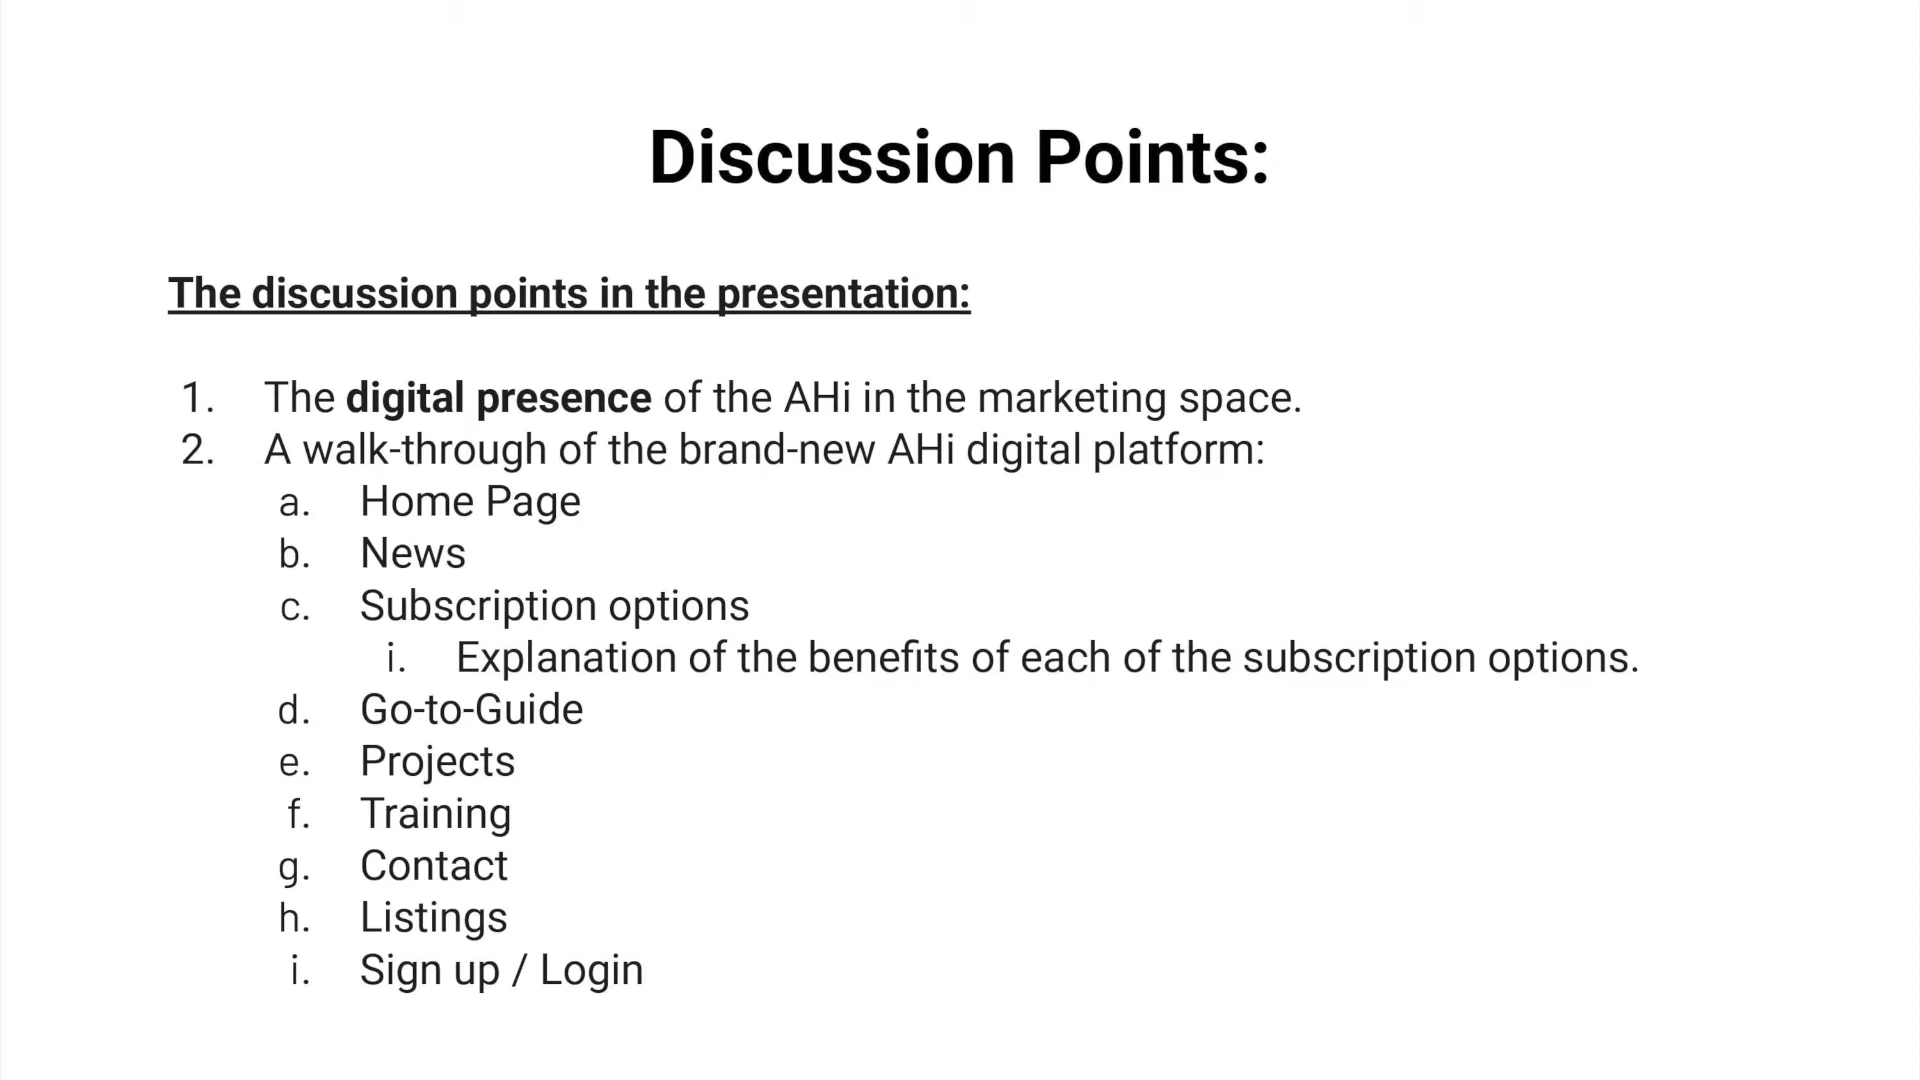 Discussion Points:
The discussion points in the presentation:
1. The digital presence of the AHi in the marketing space.
2. A walk-through of the brand-new AHi digital platform:
a. Home Page
b. News
c. Subscription options
i. Explanation of the benefits of each of the subscription options.
d. Go-to-Guide
e. Projects
f. Training
g. Contact
h. Listings
i. Sign up / Login